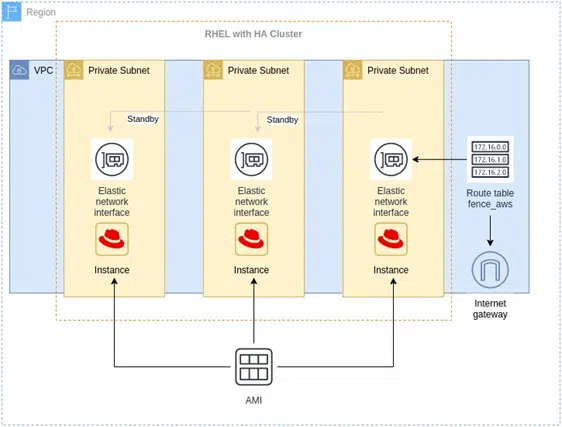 Region
RHEL with HA Cluster
VPC
Private Subnet
Private Subnet
Private Subnet
Standby
Standby
172.16.0.0
172.16.1.0
172.16.2.0
Elastic
network
interface
Elastic
network
interface
Elastic
network
interface
Route table
fence_aws
Instance
Instance
Instance
Internet
gateway
AMI